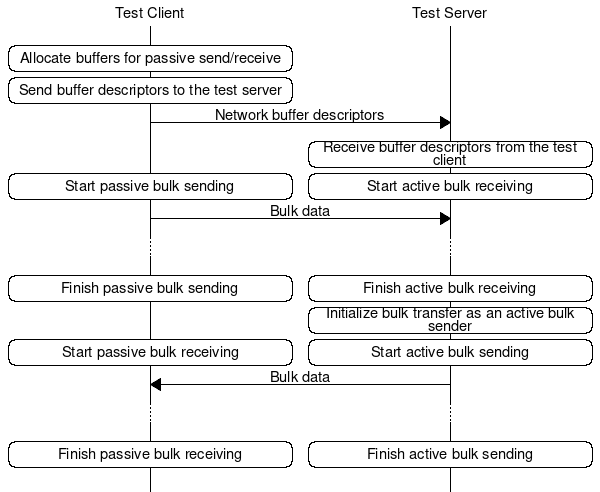 Test Client
Test Server
Allocate buffers for passive send/receive
Send buffer descriptors to the test server
Network buffer descriptors
Receive buffer descriptors from the test
client
Start passive bulk sending
Start active bulk receiving
Bulk data
Finish passive bulk sending
Finish active bulk receiving
Initialize bulk transfer as an active bulk
sender
Start passive bulk receiving
Start active bulk sending
Bulk data
Finish passive bulk receiving
Finish active bulk sending